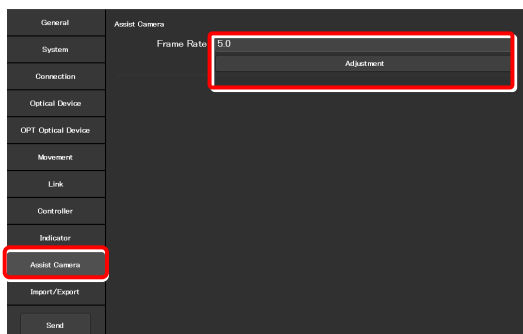 General
System
Connection
Optical Device
OPT Optical Device
Movement
Link
Controller
Indicator
Assist Camera
Import/Export
Send
Assist Camera
Frame Rate 5.0
Adjustment